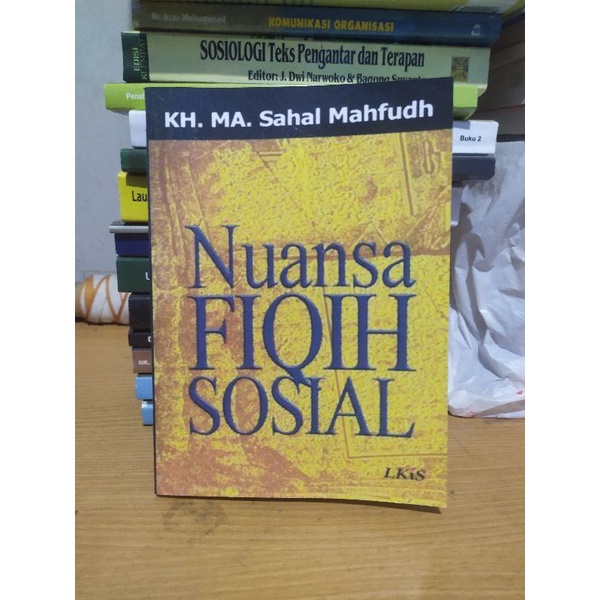 KOMUNIKASI ORGANISASI
EDISI
SOSIOLOGI Teks Pengantar dan Terapan
Editor: J. Dwi Narwoko & Bagong
KH. MA. Sahal Mahfudh
Buku 2
Nuansa
FIQIH
SOSIAL
LKiS